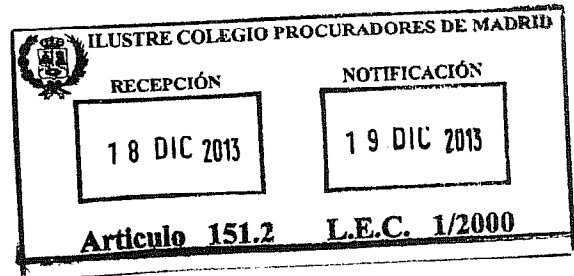 ILUSTRE COLEGIO PROCURADORES DE MADRID
RECEPCIÓN NOTIFICACIÓN
18 DIC 2013 19 DIC 2013
Articulo 151.2 L.E.C. 1/2000